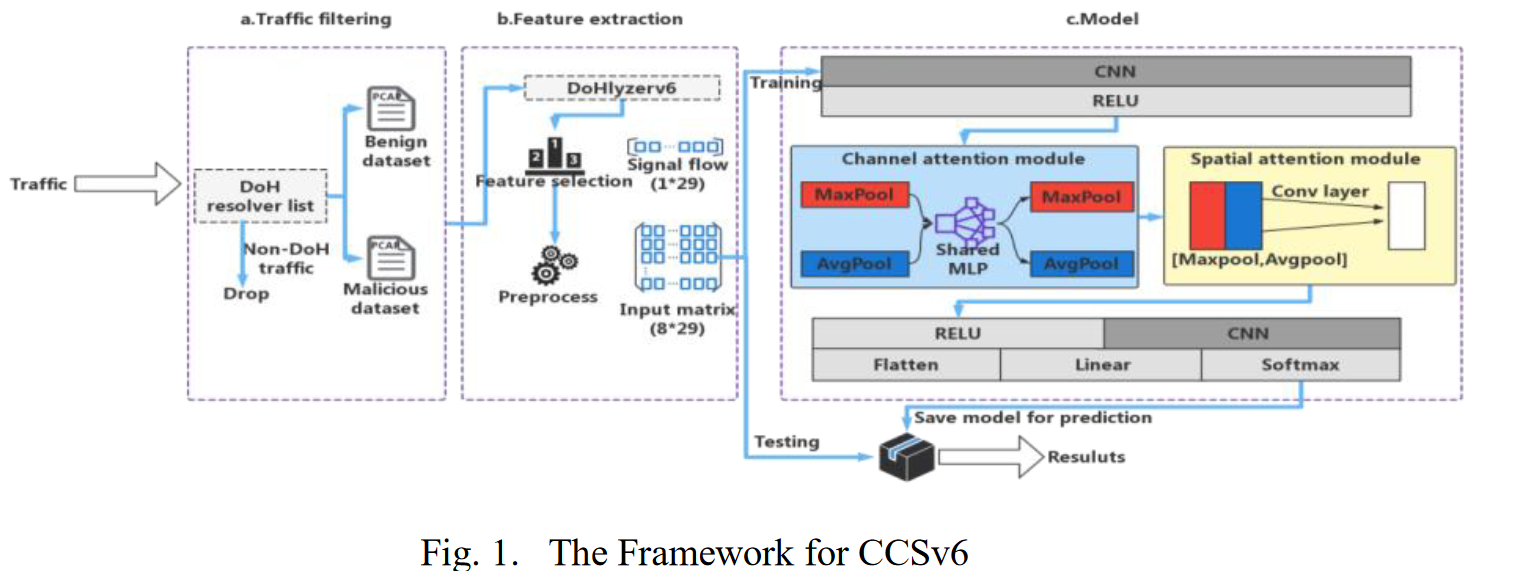 a.Traffic filtering
b.Feature extraction
c.Model
Traffic
DoH
resolver list
PCAP
Benign
dataset
Non-DoH
traffic
Drop
PCAP
Malicious
dataset
DoHlyzerv6
1
2
3
Feature selection
Preprocess
Signal flow
(1*29)
Input matrix
(8*29)
Training
Testing
CNN
RELU
Channel attention module
MaxPool
AvgPool
Shared
MLP
MaxPool
AvgPool
Spatial attention module
Conv layer
[Maxpool,Avgpool]
RELU
CNN
Flatten
Linear
Softmax
Save model for prediction
Resuluts
Fig. 1. The Framework for CCSv6